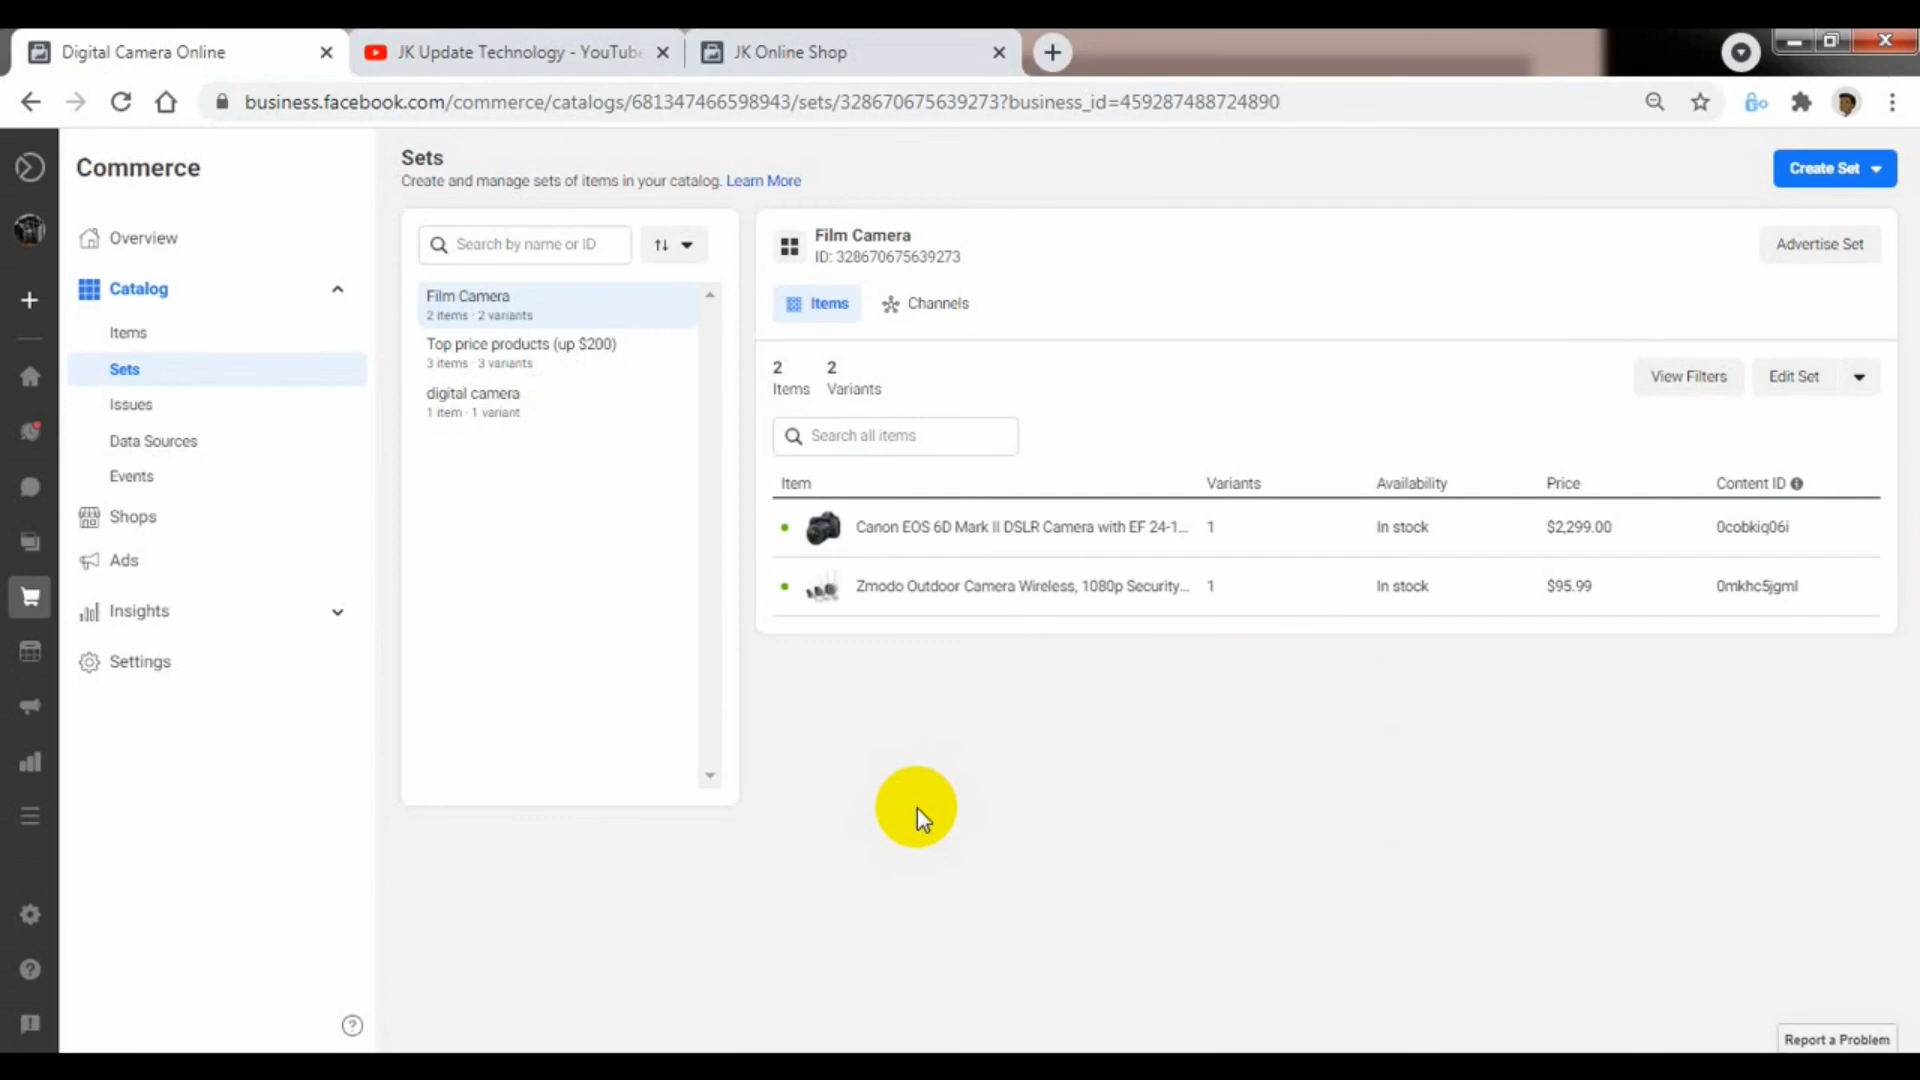 Digital Camera Online
JK Update Technology - YouTube
JK Online Shop
business.facebook.com/commerce/catalogs/681347466598943/sets/328670675639273?business_id=459287488724890
Commerce
Overview
Catalog
Items
Sets
Issues
Data Sources
Events
Shops
Ads
Insights
Settings
Sets
Create and manage sets of items in your catalog. Learn More
Create Set
Search by name or ID
Film Camera
2 items · 2 variants
Top price products (up $200)
3 items · 3 variants
digital camera
1 item · 1 variant
Film Camera
ID: 328670675639273
Advertise Set
Items
Channels
2 2
Items Variants
View Filters
Edit Set
Search all items
Item Variants Availability Price Content ID
Canon EOS 6D Mark II DSLR Camera with EF 24-1... 1 In stock $2,299.00 0cobkiq06i
Zmodo Outdoor Camera Wireless, 1080p Security... 1 In stock $95.99 0mkhc5jgml
Report a Problem